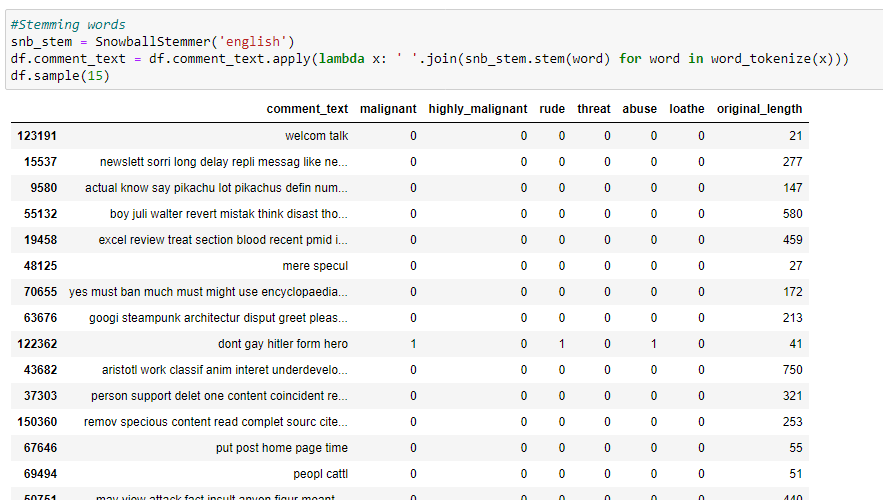 #Stemming words
snb_stem = SnowballStemmer('english')
df.comment_text = df.comment_text.apply(lambda x: ' '.join(snb_stem.stem(word) for word in word_tokenize(x)))
df.sample(15)
comment_text malignant highly_malignant rude threat abuse loathe original_length
123191 welcom talk 0 0 0 0 0 0 21
15537 newslett sorri long delay repli messag like ne... 0 0 0 0 0 0 277
9580 actual know say pikachu lot pikachus defin num... 0 0 0 0 0 0 147
55132 boy juli walter revert mistak think disast tho... 0 0 0 0 0 0 580
19458 excel review treat section blood recent pmid i... 0 0 0 0 0 0 459
48125 mere specul 0 0 0 0 0 0 27
70655 yes must ban much must might use encyclopaedia... 0 0 0 0 0 0 172
63676 googi steampunk architectur disput greet pleas... 0 0 0 0 0 0 213
122362 dont gay hitler form hero 1 0 1 0 1 0 41
43682 aristotl work classif anim interet underdevelo... 0 0 0 0 0 0 750
37303 person support delet one content coincident re... 0 0 0 0 0 0 321
150360 remov specious content read complet sourc cite... 0 0 0 0 0 0 253
67646 put post home page time 0 0 0 0 0 0 55
69494 peopl cattl 0 0 0 0 0 0 51
50751 may view attack fact insult anyon figur meant... 0 0 0 0 0 0 440